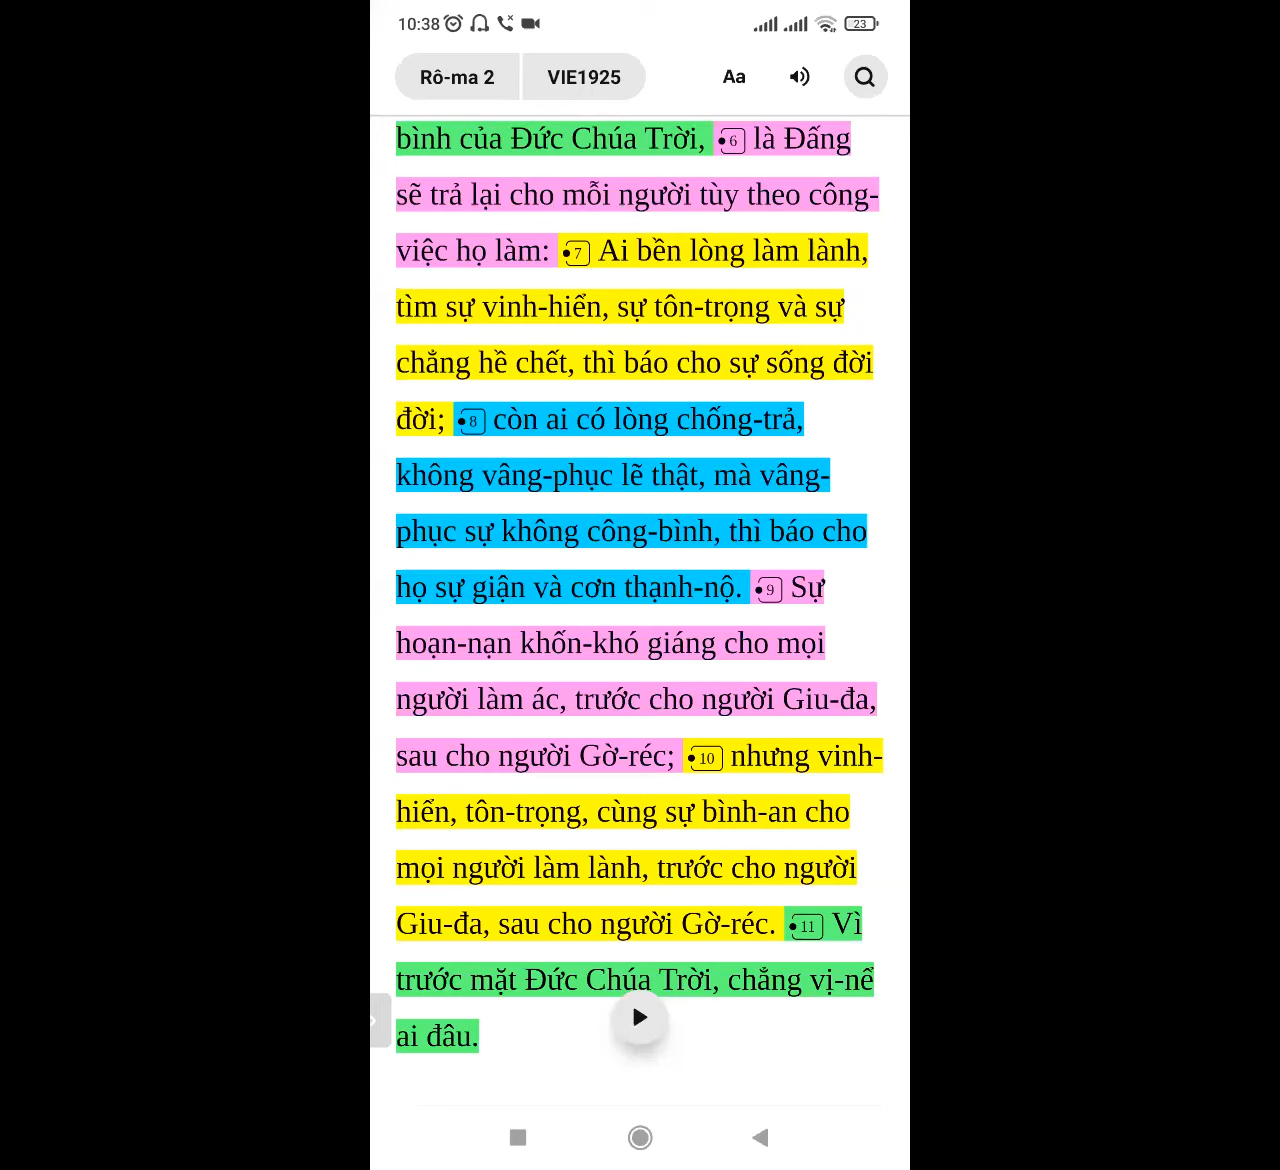 10:38 23
Rô-ma 2 VIE1925 Aa
bình của Đức Chúa Trời, 6 là Đấng
sẽ trả lại cho mỗi người tùy theo công-
việc họ làm: 7 Ai bền lòng làm lành,
tìm sự vinh-hiển, sự tôn-trọng và sự
chẳng hề chết, thì báo cho sự sống đời
đời; 8 còn ai có lòng chống-trả,
không vâng-phục lẽ thật, mà vâng-
phục sự không công-bình, thì báo cho
họ sự giận và cơn thạnh-nộ. 9 Sự
hoạn-nạn khốn-khó giáng cho mọi
người làm ác, trước cho người Giu-đa,
sau cho người Gờ-réc; 10 nhưng vinh-
hiển, tôn-trọng, cùng sự bình-an cho
mọi người làm lành, trước cho người
Giu-đa, sau cho người Gờ-réc. 11 Vì
trước mặt Đức Chúa Trời, chẳng vị-nể
ai đâu.